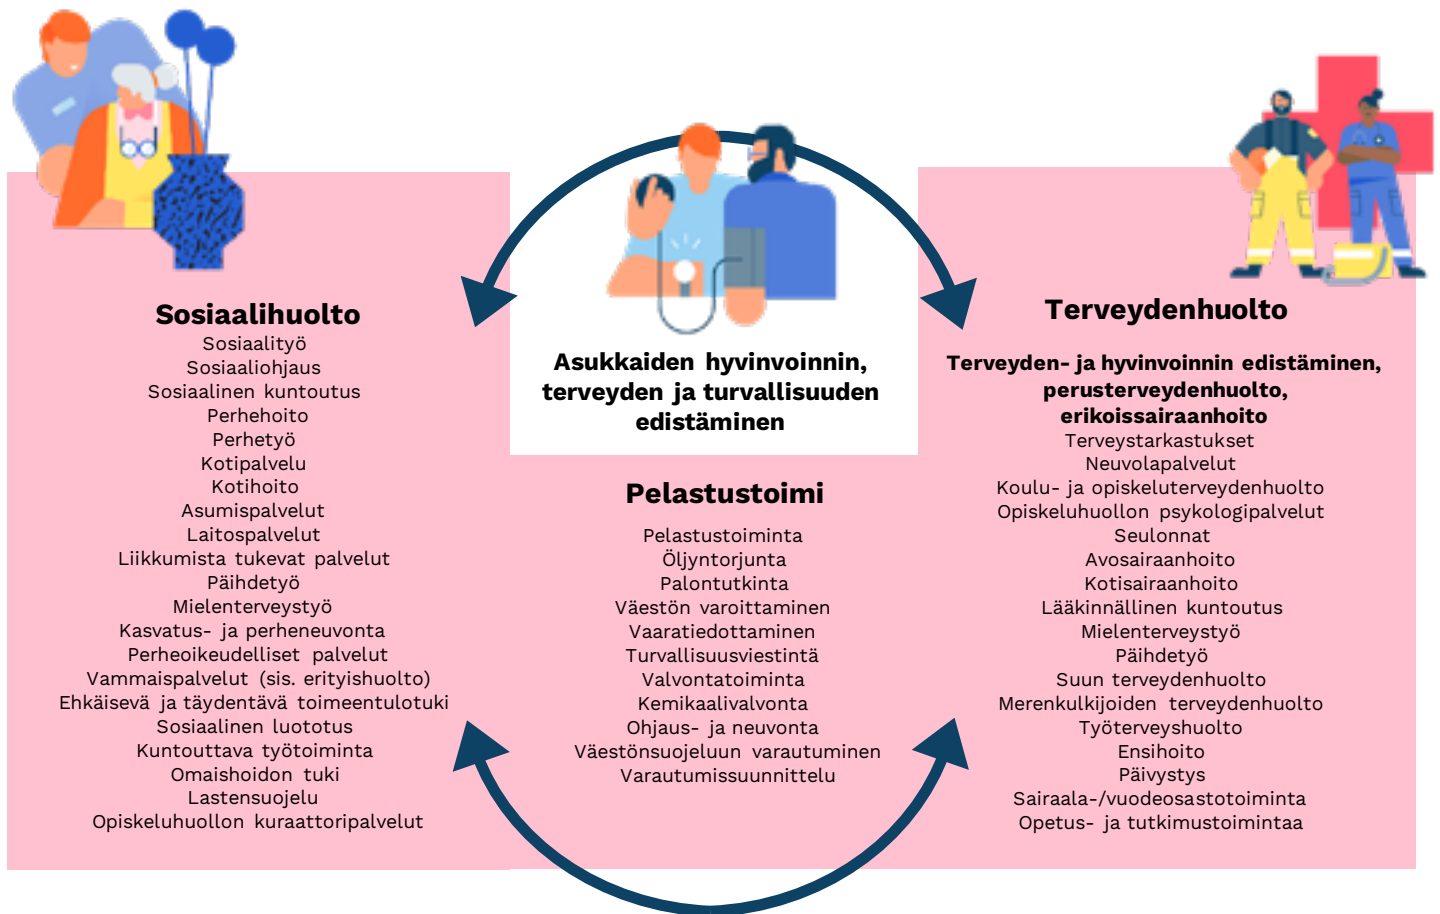 Sosiaalihuolto
Sosiaalityö
Sosiaaliohjaus
Sosiaalinen kuntoutus
Perhehoito
Perhetyö
Kotipalvelu
Kotihoito
Asumispalvelut
Laitospalvelut
Liikkumista tukevat palvelut
Päihdetyö
Mielenterveystyö
Kasvatus- ja perheneuvonta
Perheoikeudelliset palvelut
Vammaispalvelut (sis. erityishuolto)
Ehkäisevä ja täydentävä toimeentulotuki
Sosiaalinen luototus
Kuntouttava työtoiminta
Omaishoidon tuki
Lastensuojelu
Opiskeluhuollon kuraattoripalvelut
Asukkaiden hyvinvoinnin,
terveyden ja turvallisuuden
edistäminen
Pelastustoimi
Pelastustoiminta
Öljyntorjunta
Palontutkinta
Väestön varoittaminen
Vaaratiedottaminen
Turvallisuusviestintä
Valvontatoiminta
Kemikaalivalvonta
Ohjaus- ja neuvonta
Väestönsuojeluun varautuminen
Varautumissuunnittelu
Terveydenhuolto
Terveyden- ja hyvinvoinnin edistäminen,
perusterveydenhuolto,
erikoissairaanhoito
Terveystarkastukset
Neuvolapalvelut
Koulu- ja opiskeluterveydenhuolto
Opiskeluhuollon psykologipalvelut
Seulonnat
Avosairaanhoito
Kotisairaanhoito
Lääkinnällinen kuntoutus
Mielenterveystyö
Päihdetyö
Suun terveydenhuolto
Merenkulkijoiden terveydenhuolto
Työterveyshuolto
Ensihoito
Päivystys
Sairaala-/vuodeosastotoiminta
Opetus- ja tutkimustoimintaa